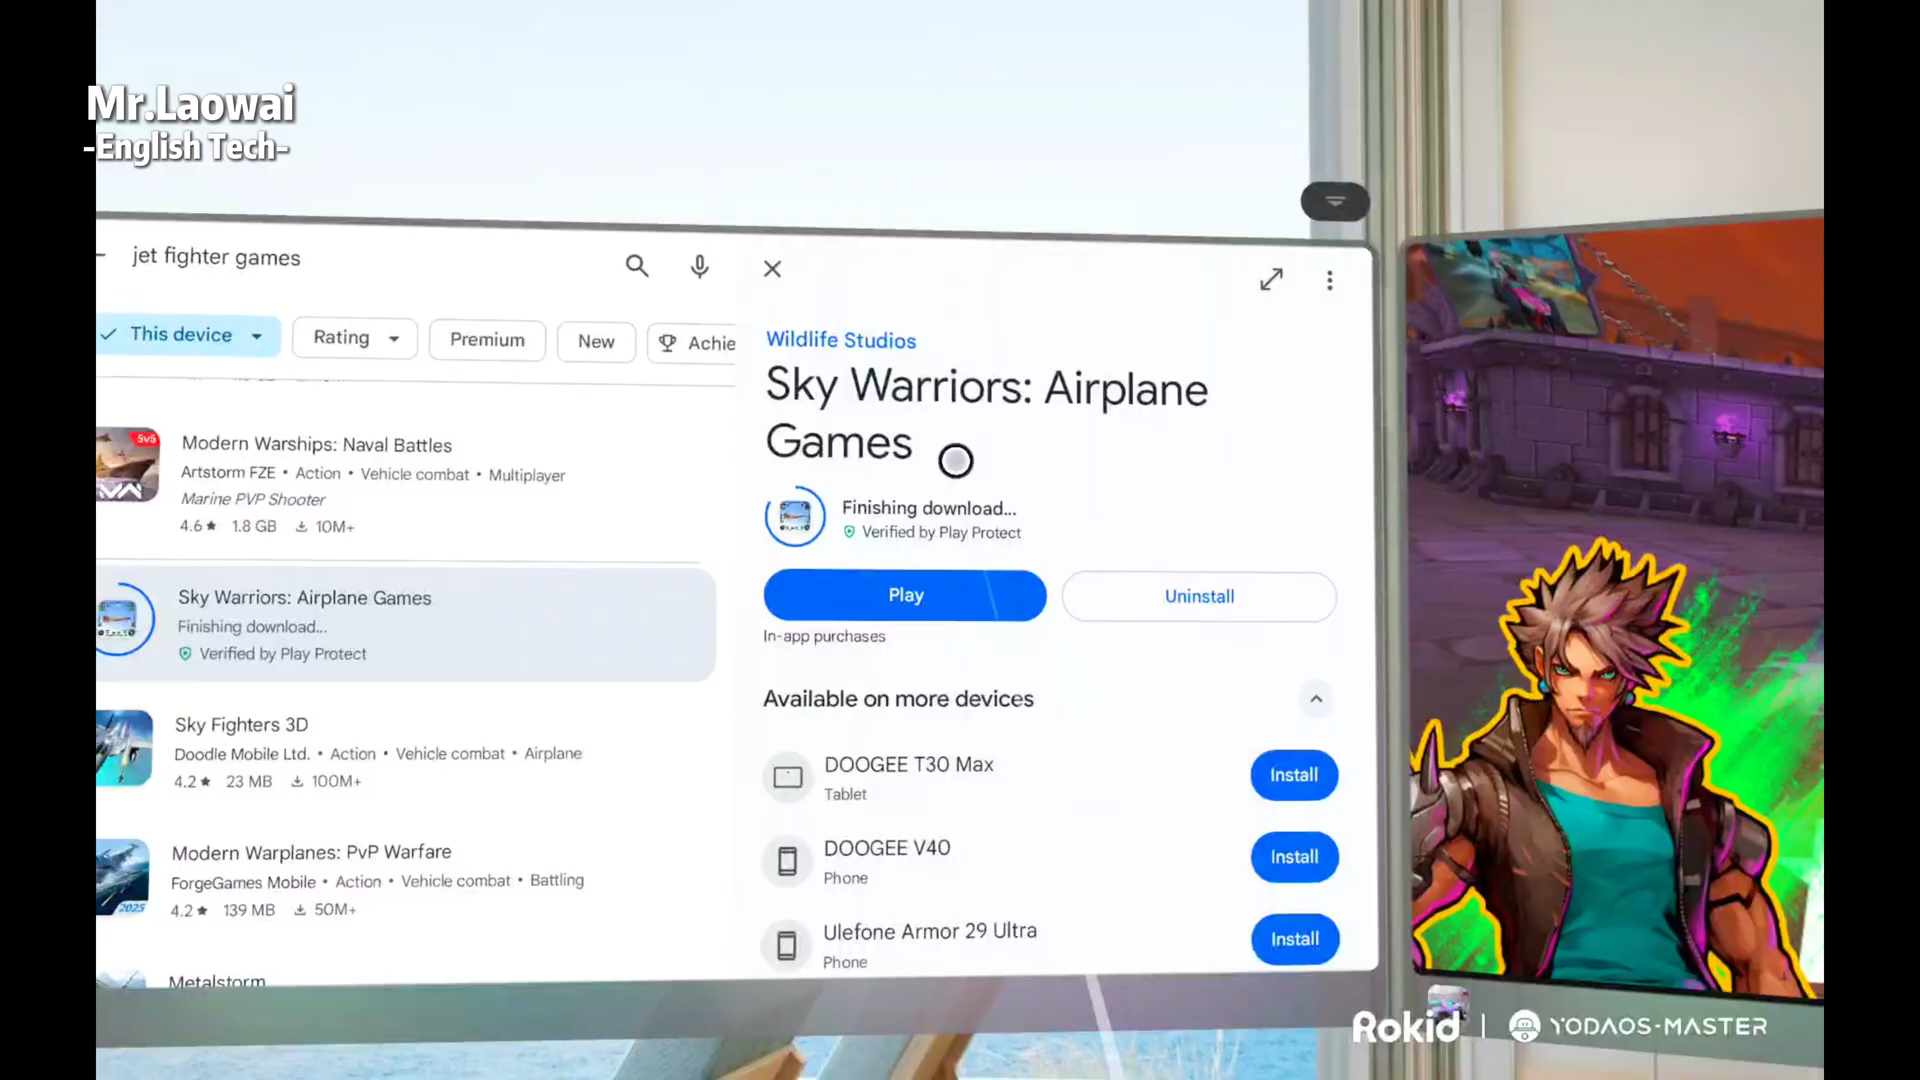 Mr.Laowai
-English Tech-
jet fighter games
This device
Rating
Premium
New
Achie
Modern Warships: Naval Battles
Artstorm FZE • Action • Vehicle combat • Multiplayer
Marine PVP Shooter
4.6★ 1.8 GB 10M+
5v5
Sky Warriors: Airplane Games
Finishing download...
Verified by Play Protect
Sky Fighters 3D
Doodle Mobile Ltd. • Action • Vehicle combat • Airplane
4.2★ 23 MB 100M+
Modern Warplanes: PvP Warfare
ForgeGames Mobile • Action • Vehicle combat • Battling
4.2★ 139 MB 50M+
2025
Metalstorm
Wildlife Studios
Sky Warriors: Airplane
Games
Finishing download...
Verified by Play Protect
Play
Uninstall
In-app purchases
Available on more devices
DOOGEE T30 Max
Tablet
Install
DOOGEE V40
Phone
Install
Ulefone Armor 29 Ultra
Phone
Install
Rokid | YODAOS-MASTER